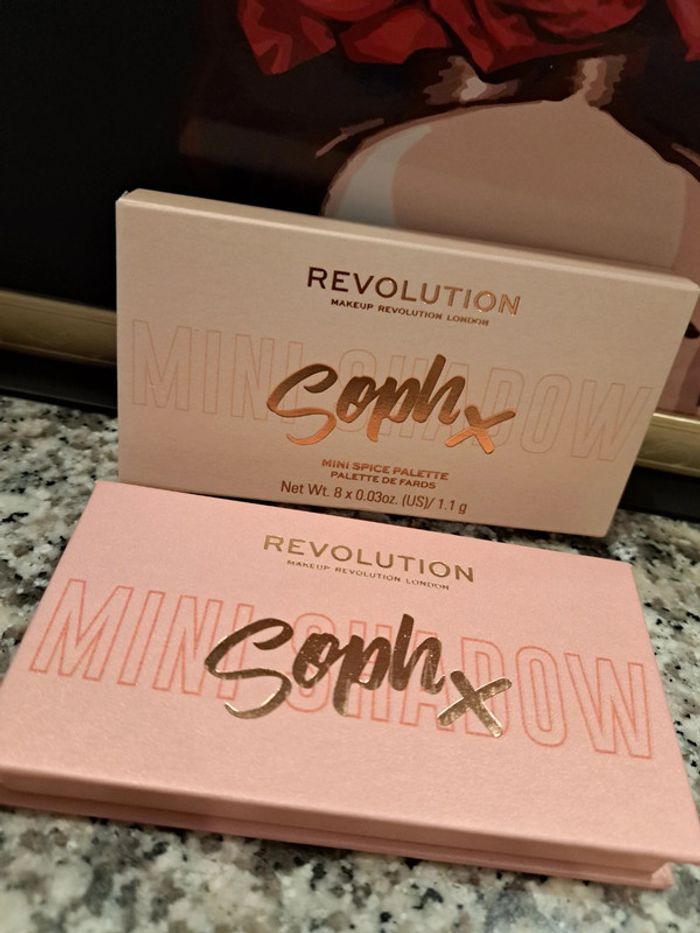 REVOLUTION
MAKEUP REVOLUTION LONDON
MINI SHADOW
Soph x
MINI SPICE PALETTE
PALETTE DE FARDS
Net Wt. 8 x 0.03oz. (US)/ 1.1 g
REVOLUTION
MAKEUP REVOLUTION LONDON
MINI SHADOW
Soph x